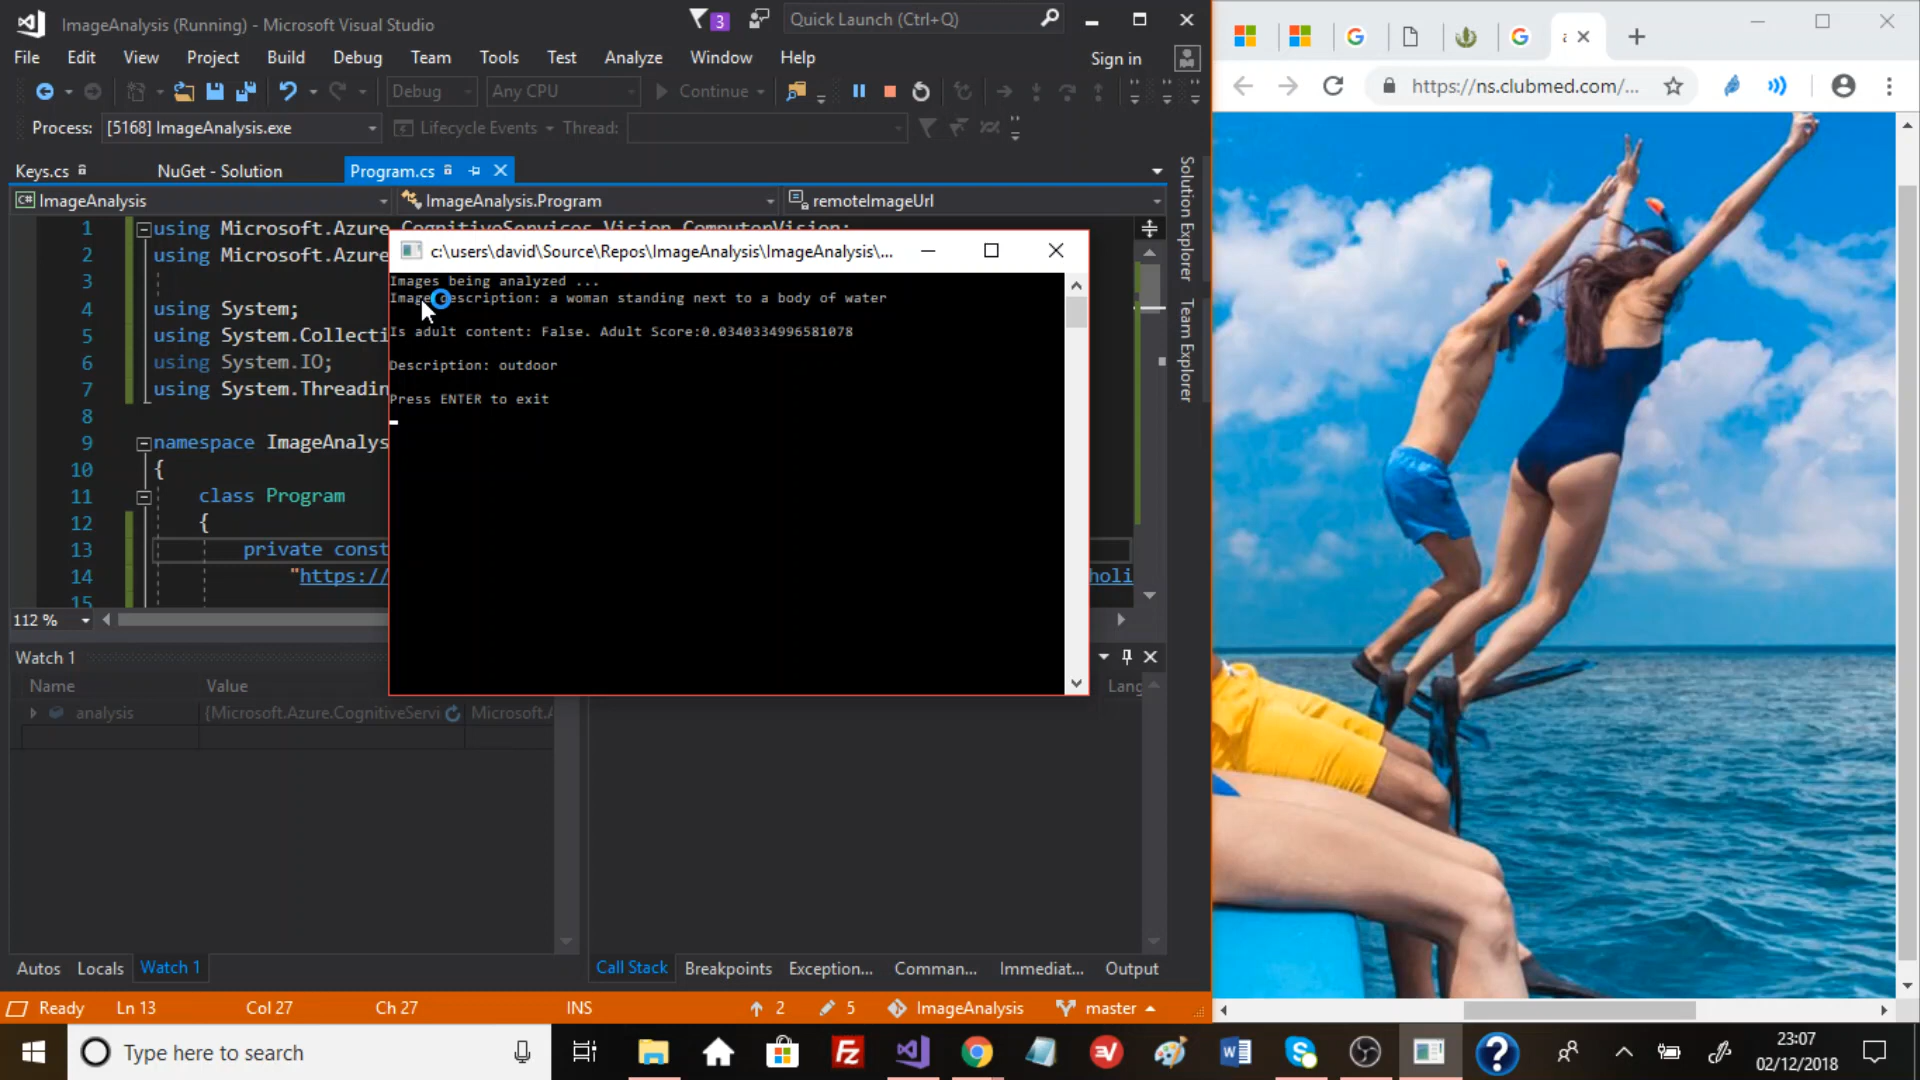 ImageAnalysis (Running) - Microsoft Visual Studio
3
Quick Launch (Ctrl+Q)
File Edit View Project Build Debug Team Tools Test Analyze Window Help
Sign in
Debug Any CPU Continue
Process: [5168] ImageAnalysis.exe Lifecycle Events Thread:
Keys.cs NuGet - Solution Program.cs
C# ImageAnalysis ImageAnalysis.Program remoteImageUrl
1 using Microsoft.Azure.CognitiveServices.Vision.ComputerVision;
2 using Microsoft.Azure
3
4 using System;
5 using System.Collecti
6 using System.IO;
7 using System.Threadin
8
9 namespace ImageAnalys
10 {
11 class Program
12 {
13 private const
14 "https:// holi
15
112 %
c:\users\david\Source\Repos\ImageAnalysis\ImageAnalysis\...
Images being analyzed ...
Image description: a woman standing next to a body of water
Is adult content: False. Adult Score:0.0340334996581078
Description: outdoor
Press ENTER to exit
Solution Explorer
Team Explorer
Watch 1
Name Value
Lang
analysis {Microsoft.Azure.CognitiveServi Microsoft.A
Autos Locals Watch 1
Call Stack Breakpoints Exception... Comman... Immediat... Output
Ready Ln 13 Col 27 Ch 27 INS 2 5 ImageAnalysis master
https://ns.clubmed.com/...
Type here to search
23:07
02/12/2018